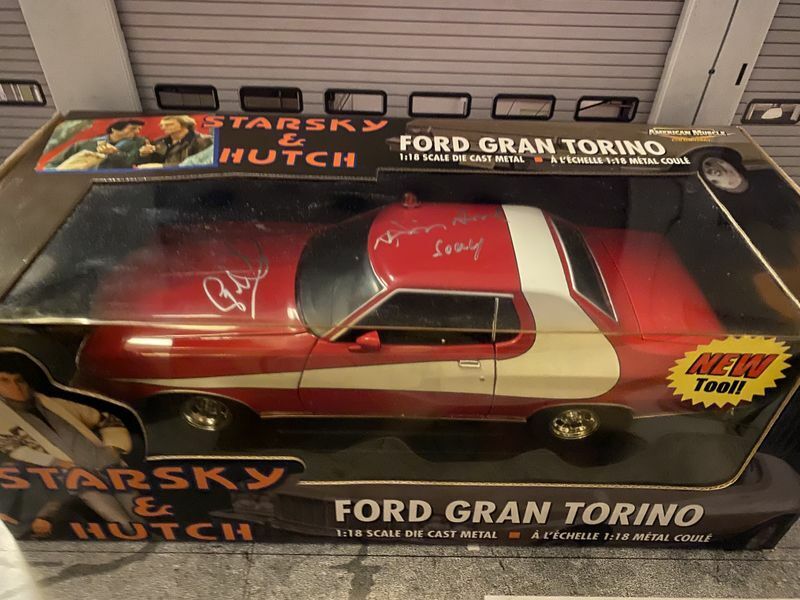 STARSKY
&
HUTCH
FORD GRAN TORINO
1:18 SCALE DIE CAST METAL ■ À L'ÉCHELLE 1:18 MÉTAL COULÉ
AMERICAN MUSCLE
NEW
Tool!
STARSKY
&
HUTCH
FORD GRAN TORINO
1:18 SCALE DIE CAST METAL ■ À L'ÉCHELLE 1:18 MÉTAL COULÉ